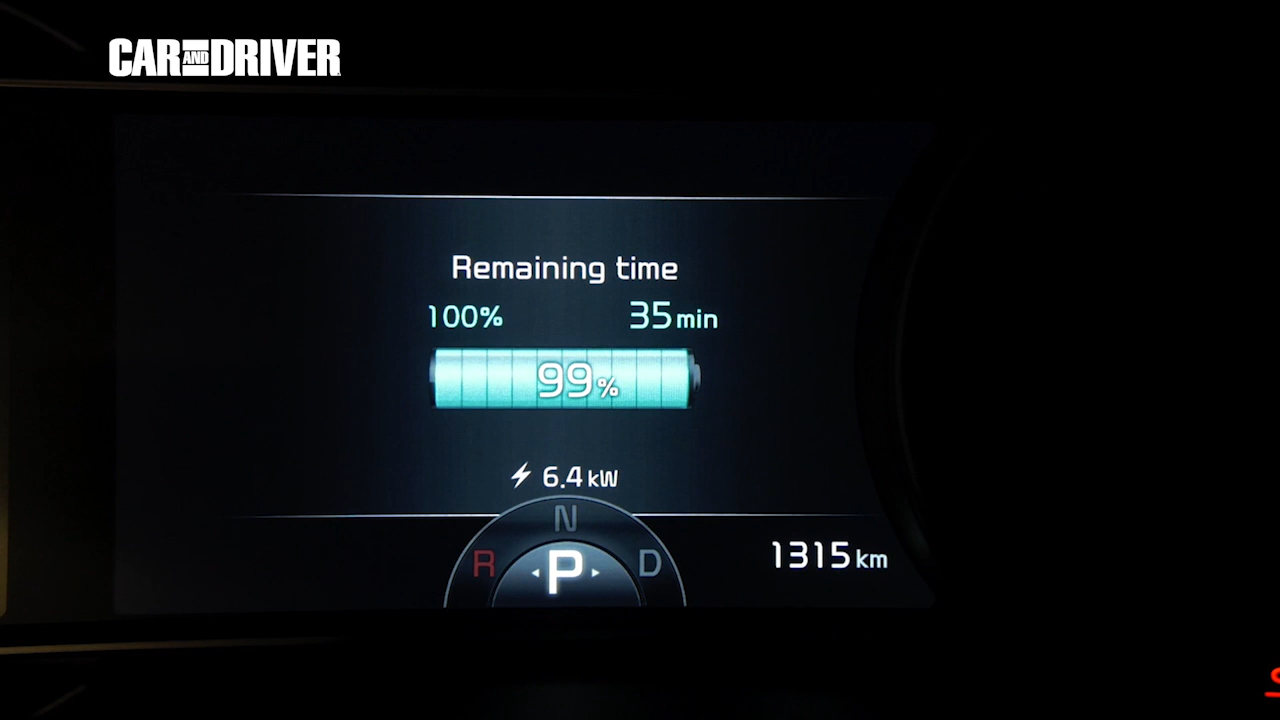 CAR AND DRIVER
Remaining time
100% 35 min
99%
6.4 kW
N
R P D
1315 km